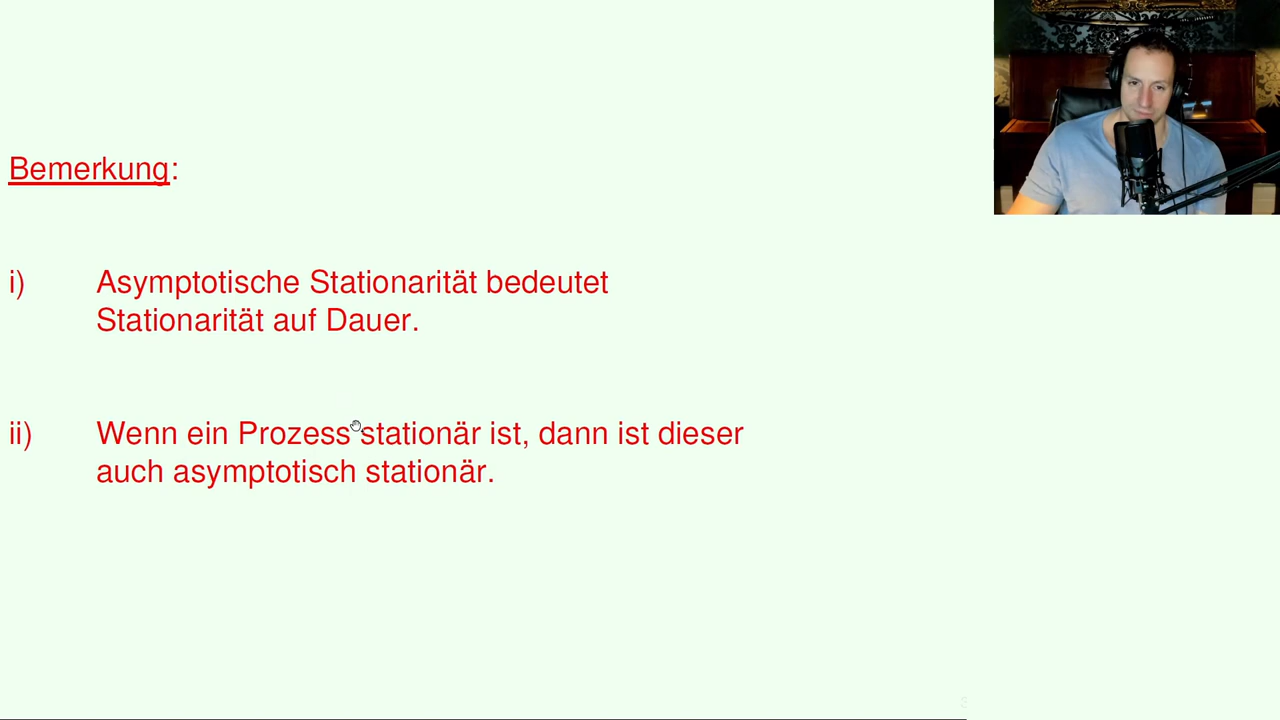 Bemerkung:
i) Asymptotische Stationarität bedeutet
Stationarität auf Dauer.
ii) Wenn ein Prozess stationär ist, dann ist dieser
auch asymptotisch stationär.